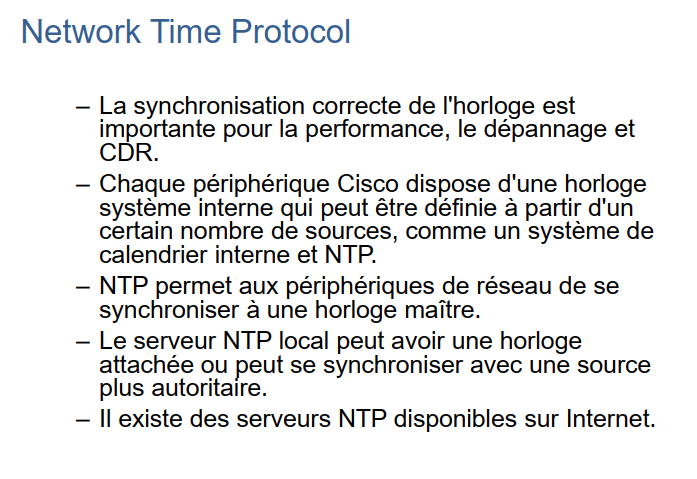 Network Time Protocol
– La synchronisation correcte de l'horloge est
importante pour la performance, le dépannage et
CDR.
– Chaque périphérique Cisco dispose d'une horloge
système interne qui peut être définie à partir d'un
certain nombre de sources, comme un système de
calendrier interne et NTP.
– NTP permet aux périphériques de réseau de se
synchroniser à une horloge maître.
– Le serveur NTP local peut avoir une horloge
attachée ou peut se synchroniser avec une source
plus autoritaire.
– Il existe des serveurs NTP disponibles sur Internet.